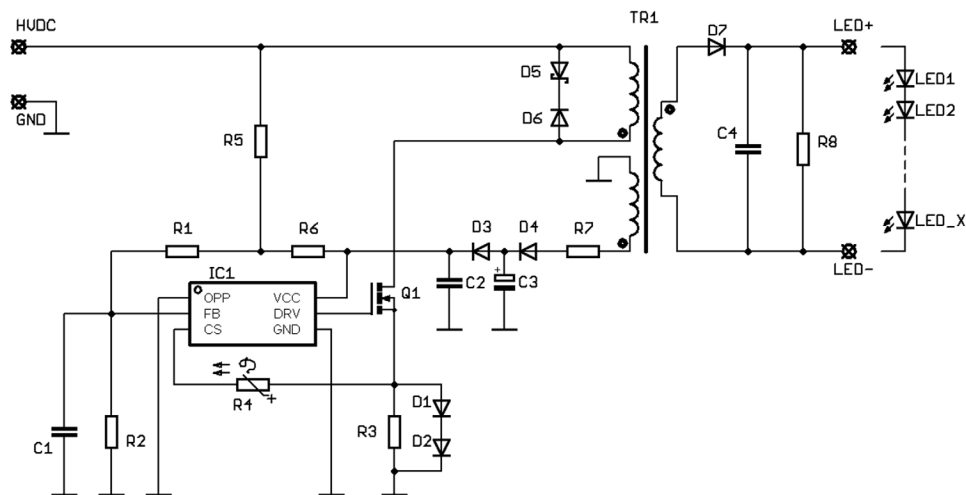 HVDC
TR1
D7
LED+
D5
LED1
GND
D6
LED2
R5
C4
R8
R1
R6
D3
D4
R7
LED_X
IC1
LED-
OPP
VCC
C2
C3
FB
DRV
Q1
CS
GND
+
R4
+
D1
R3
D2
C1
R2